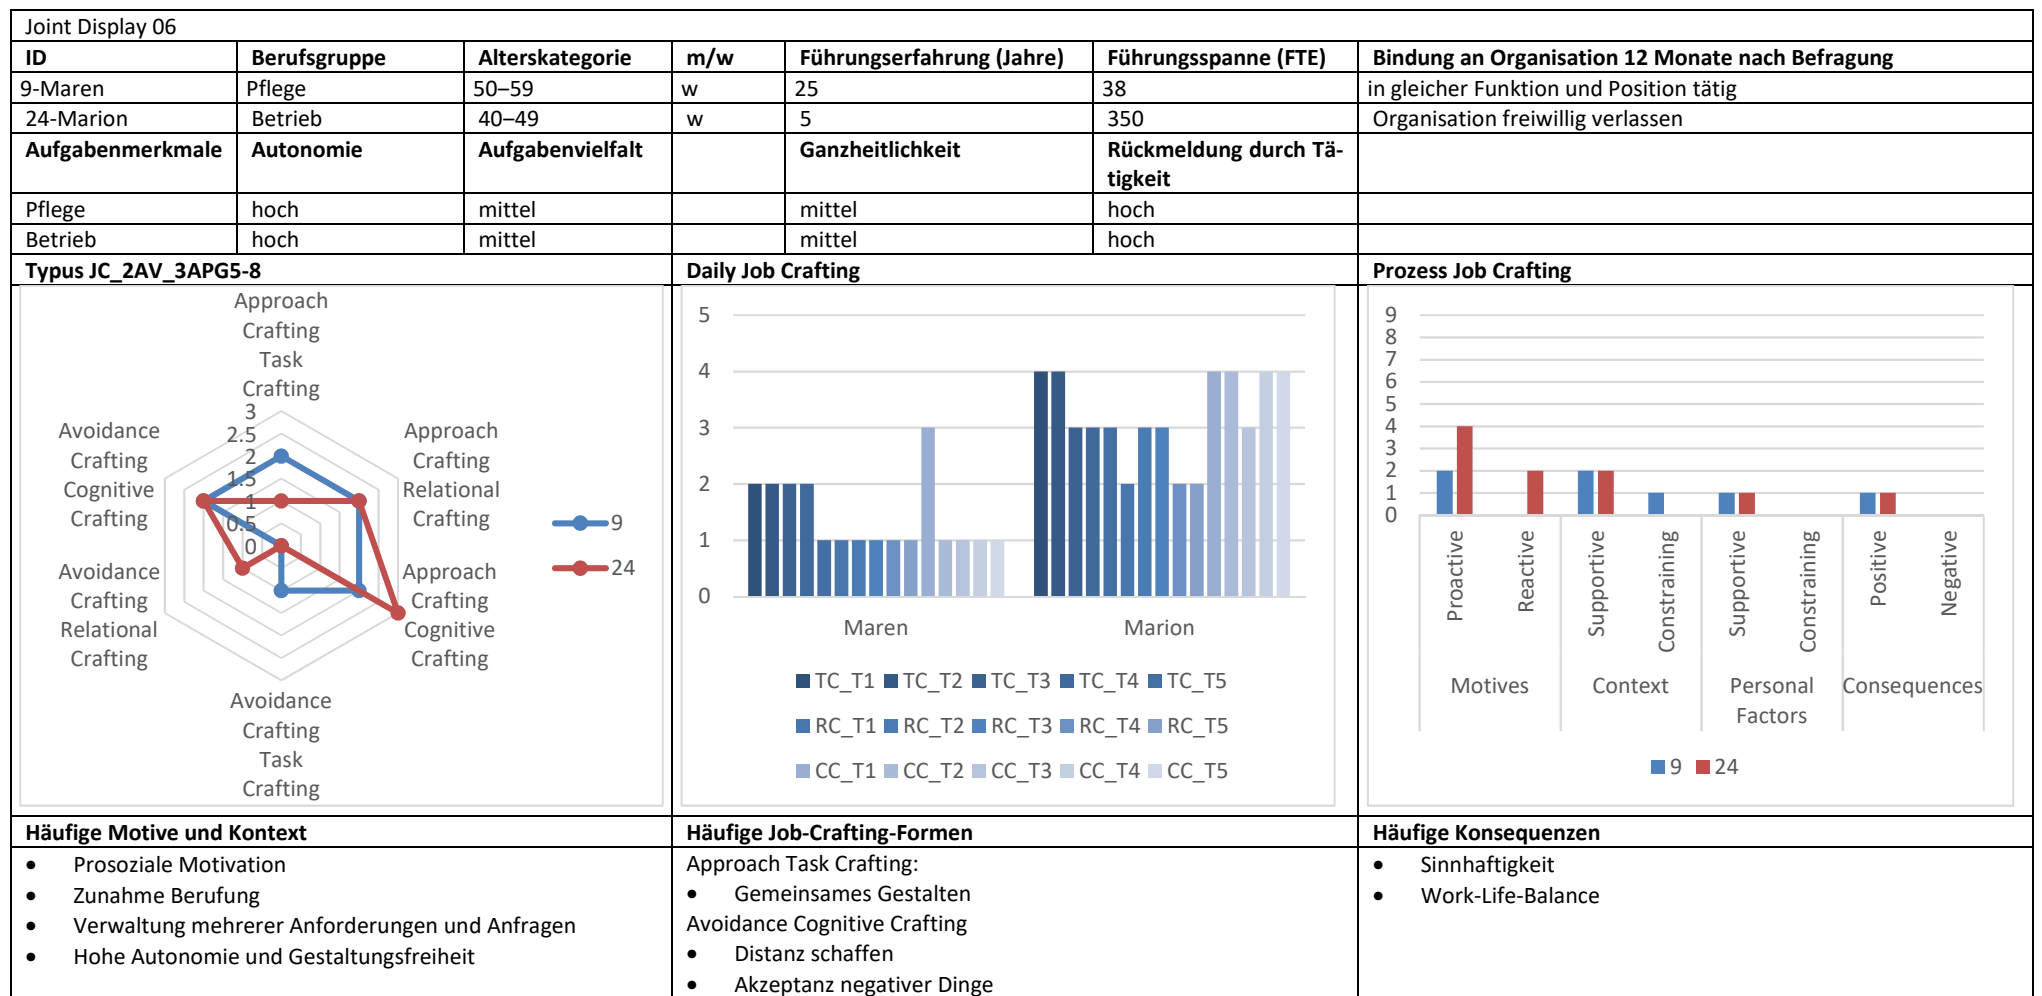 Joint Display 06
ID Berufsgruppe Alterskategorie m/w Führungserfahrung (Jahre) Führungsspanne (FTE) Bindung an Organisation 12 Monate nach Befragung
9-Maren Pflege 50–59 w 25 38 in gleicher Funktion und Position tätig
24-Marion Betrieb 40–49 w 5 350 Organisation freiwillig verlassen
Aufgabenmerkmale Autonomie Aufgabenvielfalt Ganzheitlichkeit Rückmeldung durch Tä-
tigkeit
Pflege hoch mittel mittel hoch
Betrieb hoch mittel mittel hoch
Typus JC_2AV_3APG5-8 Daily Job Crafting Prozess Job Crafting
Approach
Crafting
Task
Crafting
3
2.5
2
1.5
1
0.5
0
Avoidance
Crafting
Cognitive
Crafting
Approach
Crafting
Relational
Crafting
Avoidance
Crafting
Relational
Crafting
Approach
Crafting
Cognitive
Crafting
Avoidance
Crafting
Task
Crafting
9
24
5
4
3
2
1
0
Maren Marion
TC_T1 TC_T2 TC_T3 TC_T4 TC_T5
RC_T1 RC_T2 RC_T3 RC_T4 RC_T5
CC_T1 CC_T2 CC_T3 CC_T4 CC_T5
9
8
7
6
5
4
3
2
1
0
Proactive
Reactive
Supportive
Constraining
Supportive
Constraining
Positive
Negative
Motives Context Personal Consequences
Factors
9 24
Häufige Motive und Kontext
• Prosoziale Motivation
• Zunahme Berufung
• Verwaltung mehrerer Anforderungen und Anfragen
• Hohe Autonomie und Gestaltungsfreiheit
Häufige Job-Crafting-Formen
Approach Task Crafting:
• Gemeinsames Gestalten
Avoidance Cognitive Crafting
• Distanz schaffen
• Akzeptanz negativer Dinge
Häufige Konsequenzen
• Sinnhaftigkeit
• Work-Life-Balance